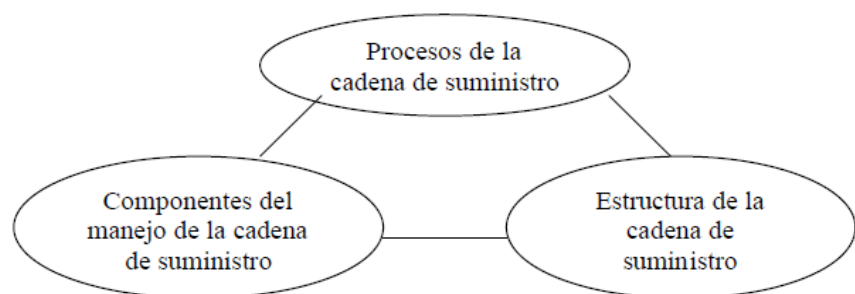 Procesos de la
cadena de suministro
Componentes del
manejo de la cadena
de suministro
Estructura de la
cadena de
suministro